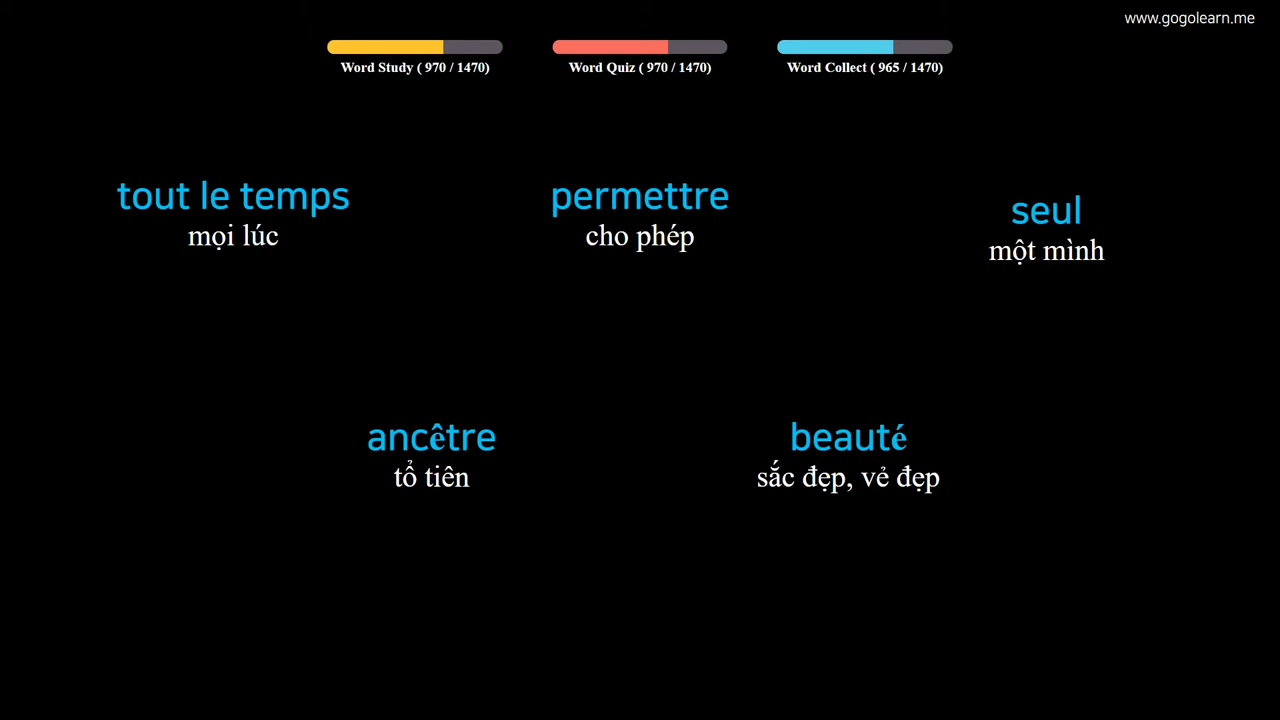 www.gogolearn.me
Word Study ( 970 / 1470)
Word Quiz ( 970 / 1470)
Word Collect ( 965 / 1470)
tout le temps
mọi lúc
permettre
cho phép
seul
một mình
ancêtre
tổ tiên
beauté
sắc đẹp, vẻ đẹp